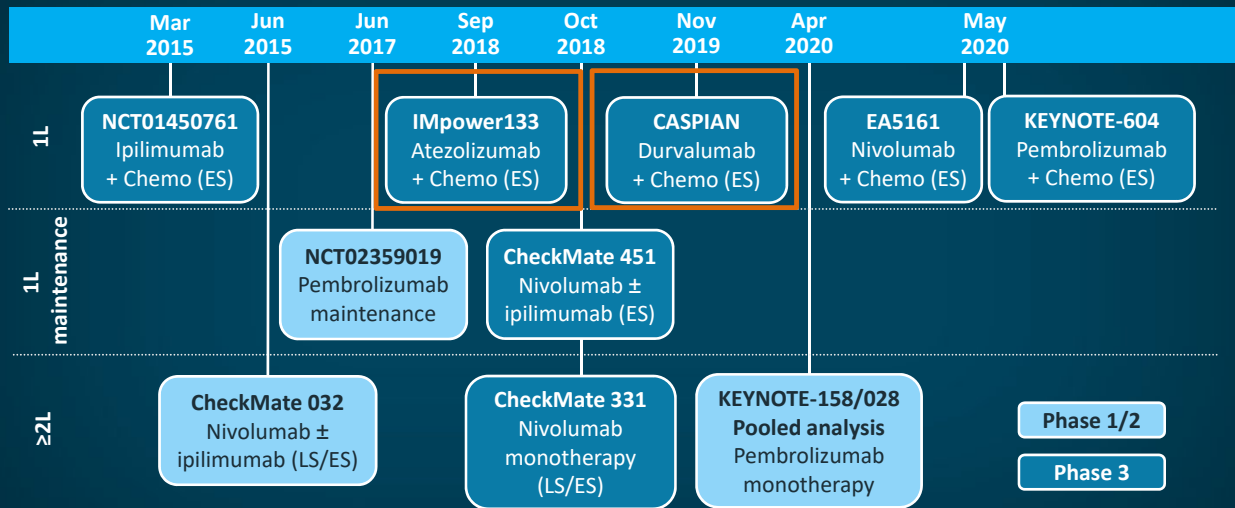 Mar
2015
Jun
2015
Jun
2017
Sep
2018
Oct
2018
Nov
2019
Apr
2020
May
2020
1L
NCT01450761
Ipilimumab
+ Chemo (ES)
IMpower133
Atezolizumab
+ Chemo (ES)
CASPIAN
Durvalumab
+ Chemo (ES)
EA5161
Nivolumab
+ Chemo (ES)
KEYNOTE-604
Pembrolizumab
+ Chemo (ES)
1L
maintenance
NCT02359019
Pembrolizumab
maintenance
CheckMate 451
Nivolumab ±
ipilimumab (ES)
≥2L
CheckMate 032
Nivolumab ±
ipilimumab (LS/ES)
CheckMate 331
Nivolumab
monotherapy
(LS/ES)
KEYNOTE-158/028
Pooled analysis
Pembrolizumab
monotherapy
Phase 1/2
Phase 3